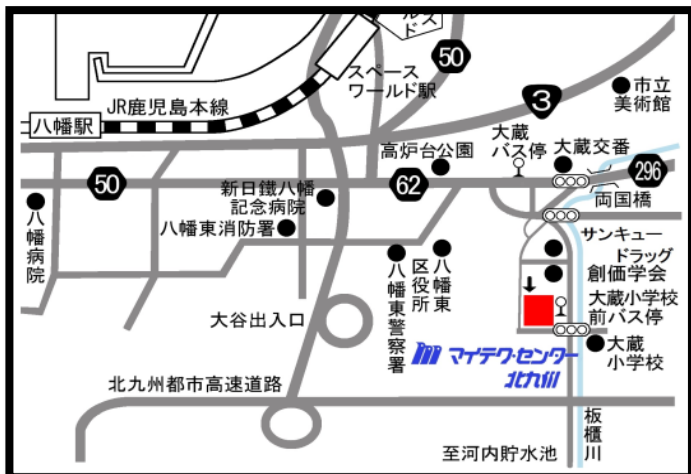 ルス
ド
50
スペース
ワールド駅
JR鹿児島本線
八幡駅
3
市立
美術館
大蔵
バス停
大蔵交番
高炉台公園
296
50
62
新日鐵八幡
記念病院
両国橋
八幡病院
八幡東消防署
サンキュー
ドラッグ
創価学会
八幡東
区役所
八幡東警察署
大蔵小学校
前バス停
大谷出入口
マイテク・センター
北九州
大蔵
小学校
北九州都市高速道路
板櫃川
至河内貯水池